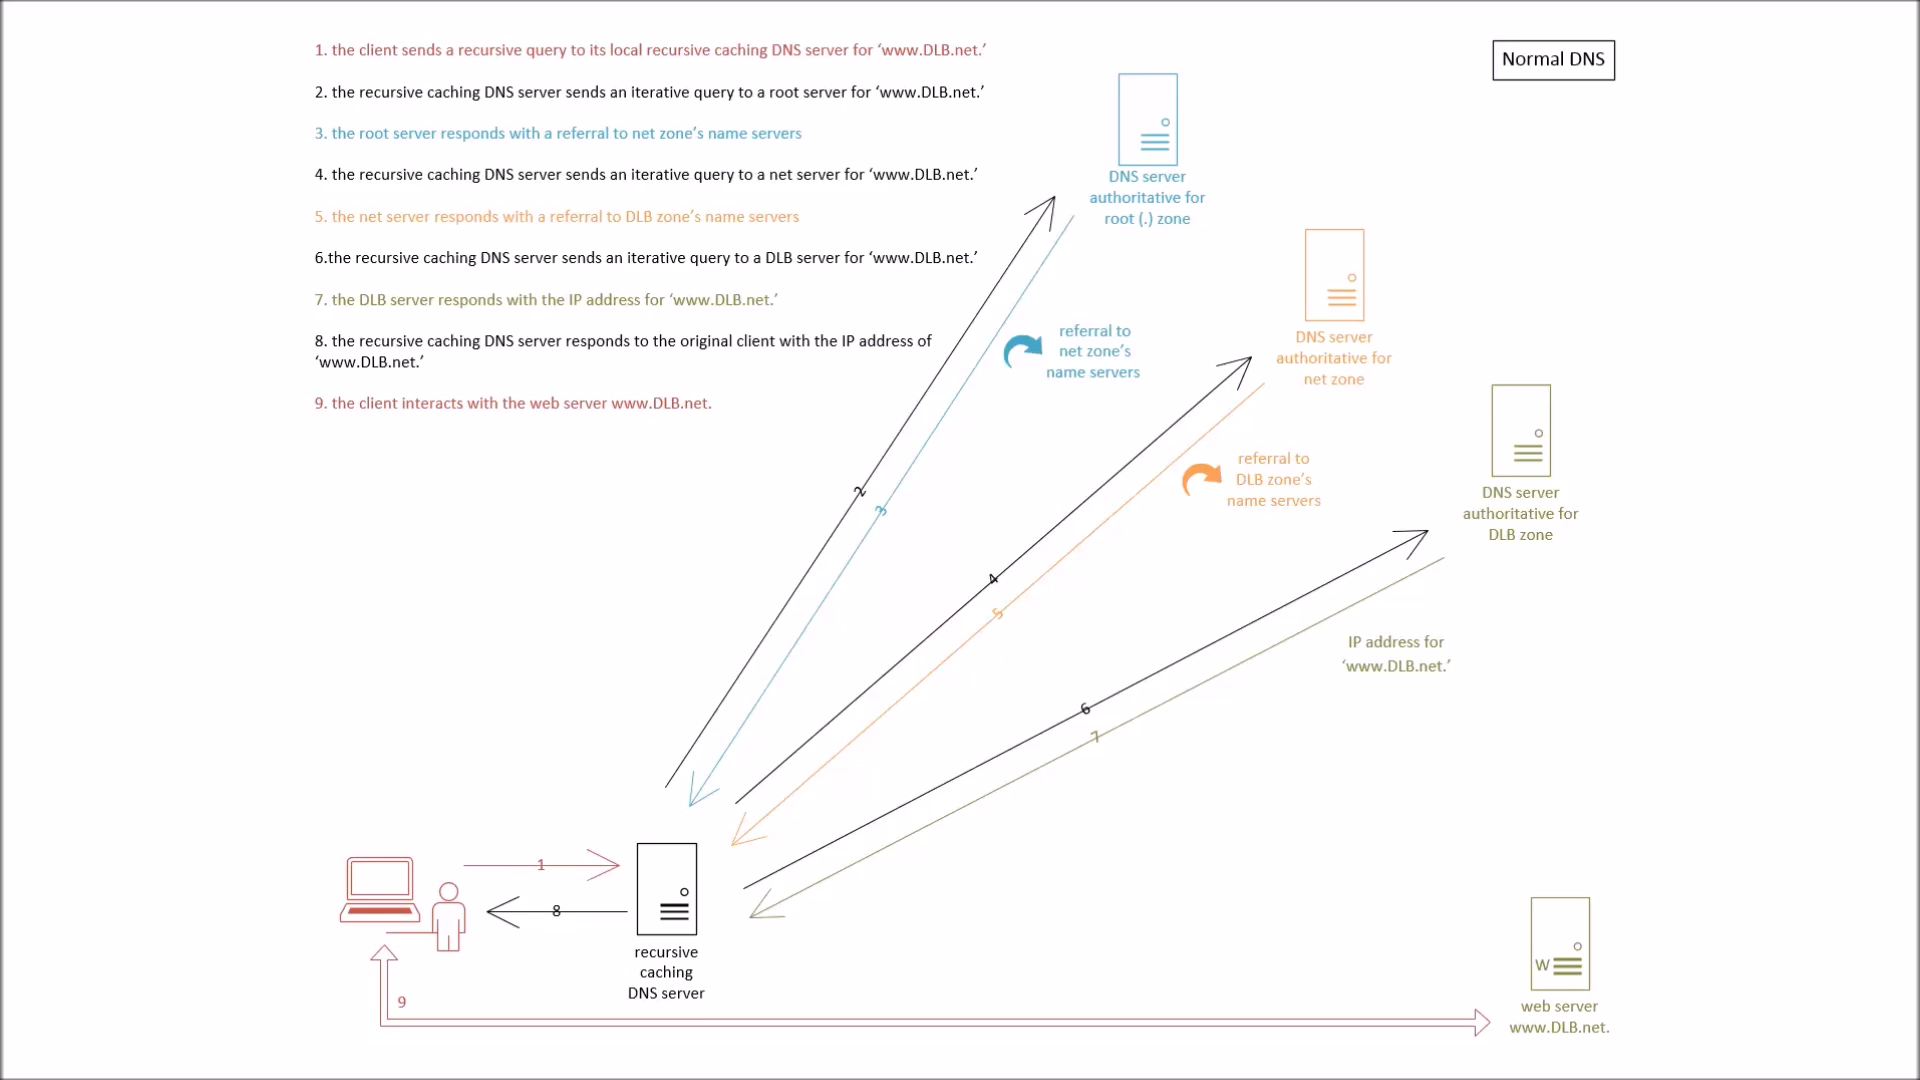 1. the client sends a recursive query to its local recursive caching DNS server for ‘www.DLB.net.’
2. the recursive caching DNS server sends an iterative query to a root server for ‘www.DLB.net.’
3. the root server responds with a referral to net zone’s name servers
4. the recursive caching DNS server sends an iterative query to a net server for ‘www.DLB.net.’
5. the net server responds with a referral to DLB zone’s name servers
6.the recursive caching DNS server sends an iterative query to a DLB server for ‘www.DLB.net.’
7. the DLB server responds with the IP address for ‘www.DLB.net.’
8. the recursive caching DNS server responds to the original client with the IP address of
‘www.DLB.net.’
9. the client interacts with the web server www.DLB.net.
Normal DNS
DNS server
authoritative for
root (.) zone
DNS server
authoritative for
net zone
DNS server
authoritative for
DLB zone
referral to
net zone’s
name servers
referral to
DLB zone’s
name servers
IP address for
‘www.DLB.net.’
2
3
4
5
6
7
1
8
recursive
caching
DNS server
9
W
web server
www.DLB.net.